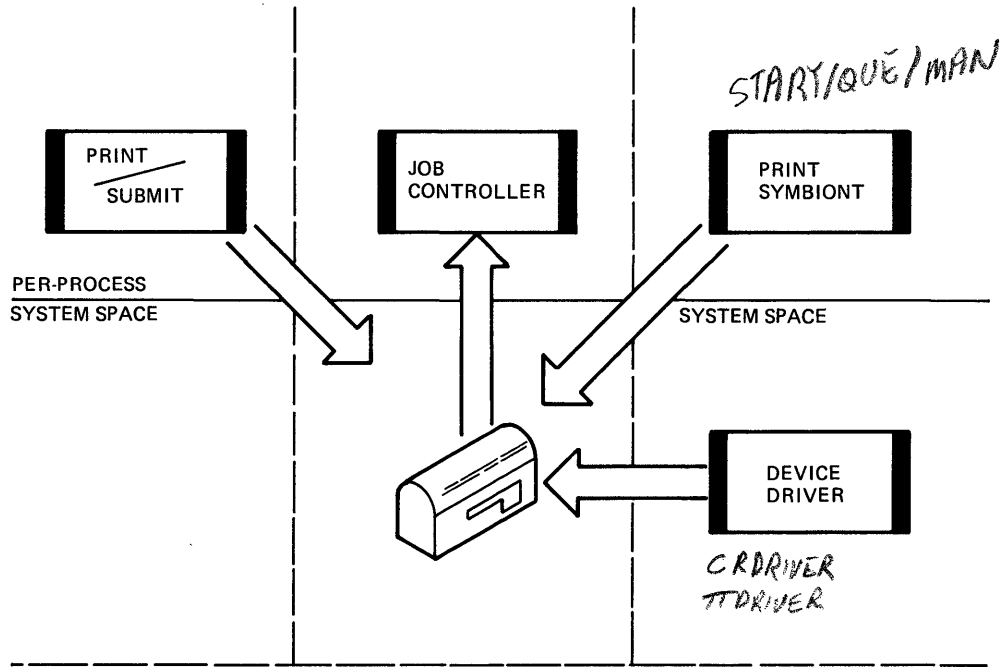 START/QUE/MAN
PRINT
SUBMIT
JOB
CONTROLLER
PRINT
SYMBIONT
PER-PROCESS
SYSTEM SPACE
SYSTEM SPACE
DEVICE
DRIVER
CRDRIVER
TTDRIVER